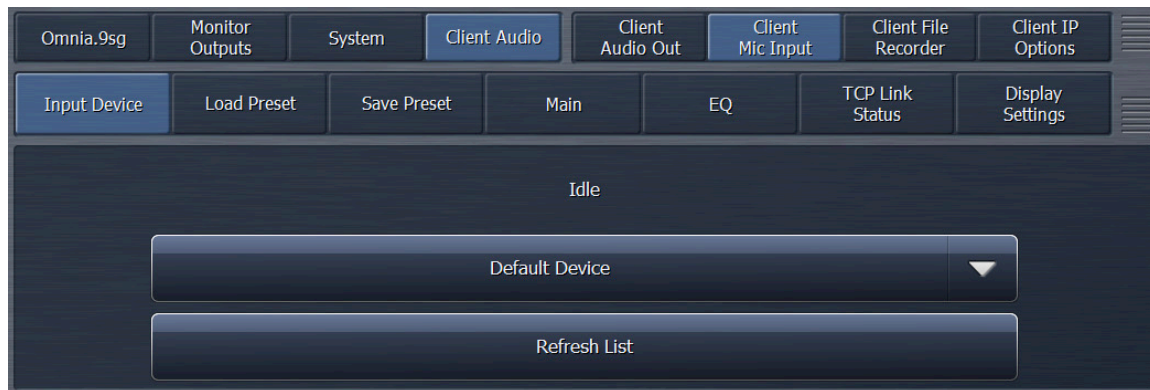 Omnia.9sg
Monitor
Outputs
System
Client Audio
Client
Audio Out
Client
Mic Input
Client File
Recorder
Client IP
Options
Input Device
Load Preset
Save Preset
Main
EQ
TCP Link
Status
Display
Settings
Idle
Default Device
Refresh List